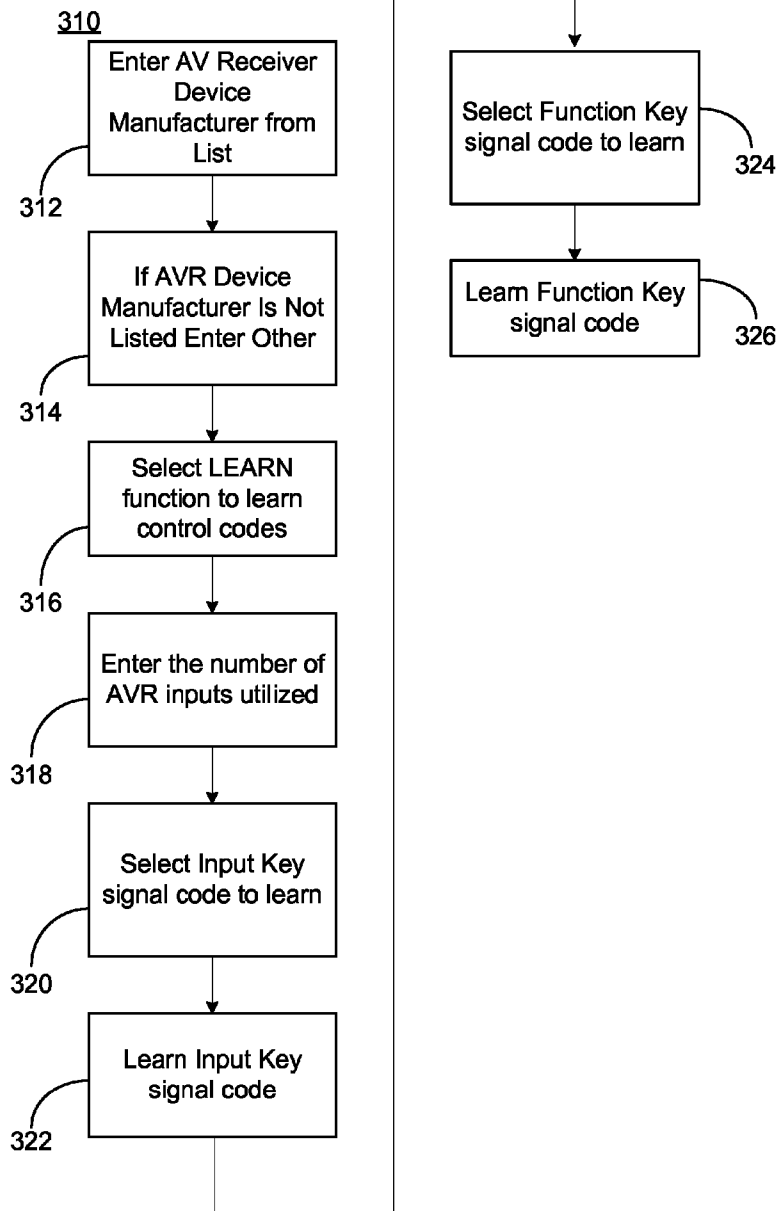 310
Enter AV Receiver
Device
Manufacturer from
List
312
If AVR Device
Manufacturer Is Not
Listed Enter Other
314
Select LEARN
function to learn
control codes
316
Enter the number of
AVR inputs utilized
318
Select Input Key
signal code to learn
320
Learn Input Key
signal code
322
Select Function Key
signal code to learn
324
Learn Function Key
signal code
326